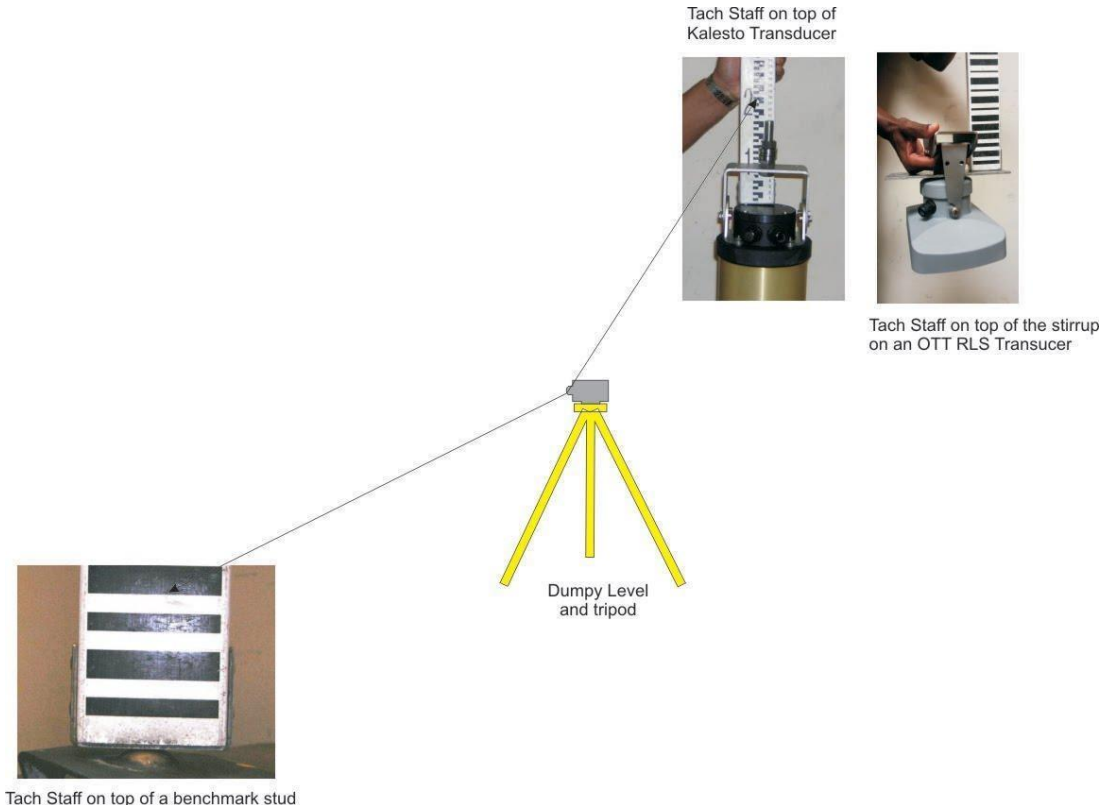 Tach Staff on top of
Kalesto Transducer
Tach Staff on top of the stirrup
on an OTT RLS Transucer
Dumpy Level
and tripod
Tach Staff on top of a benchmark stud